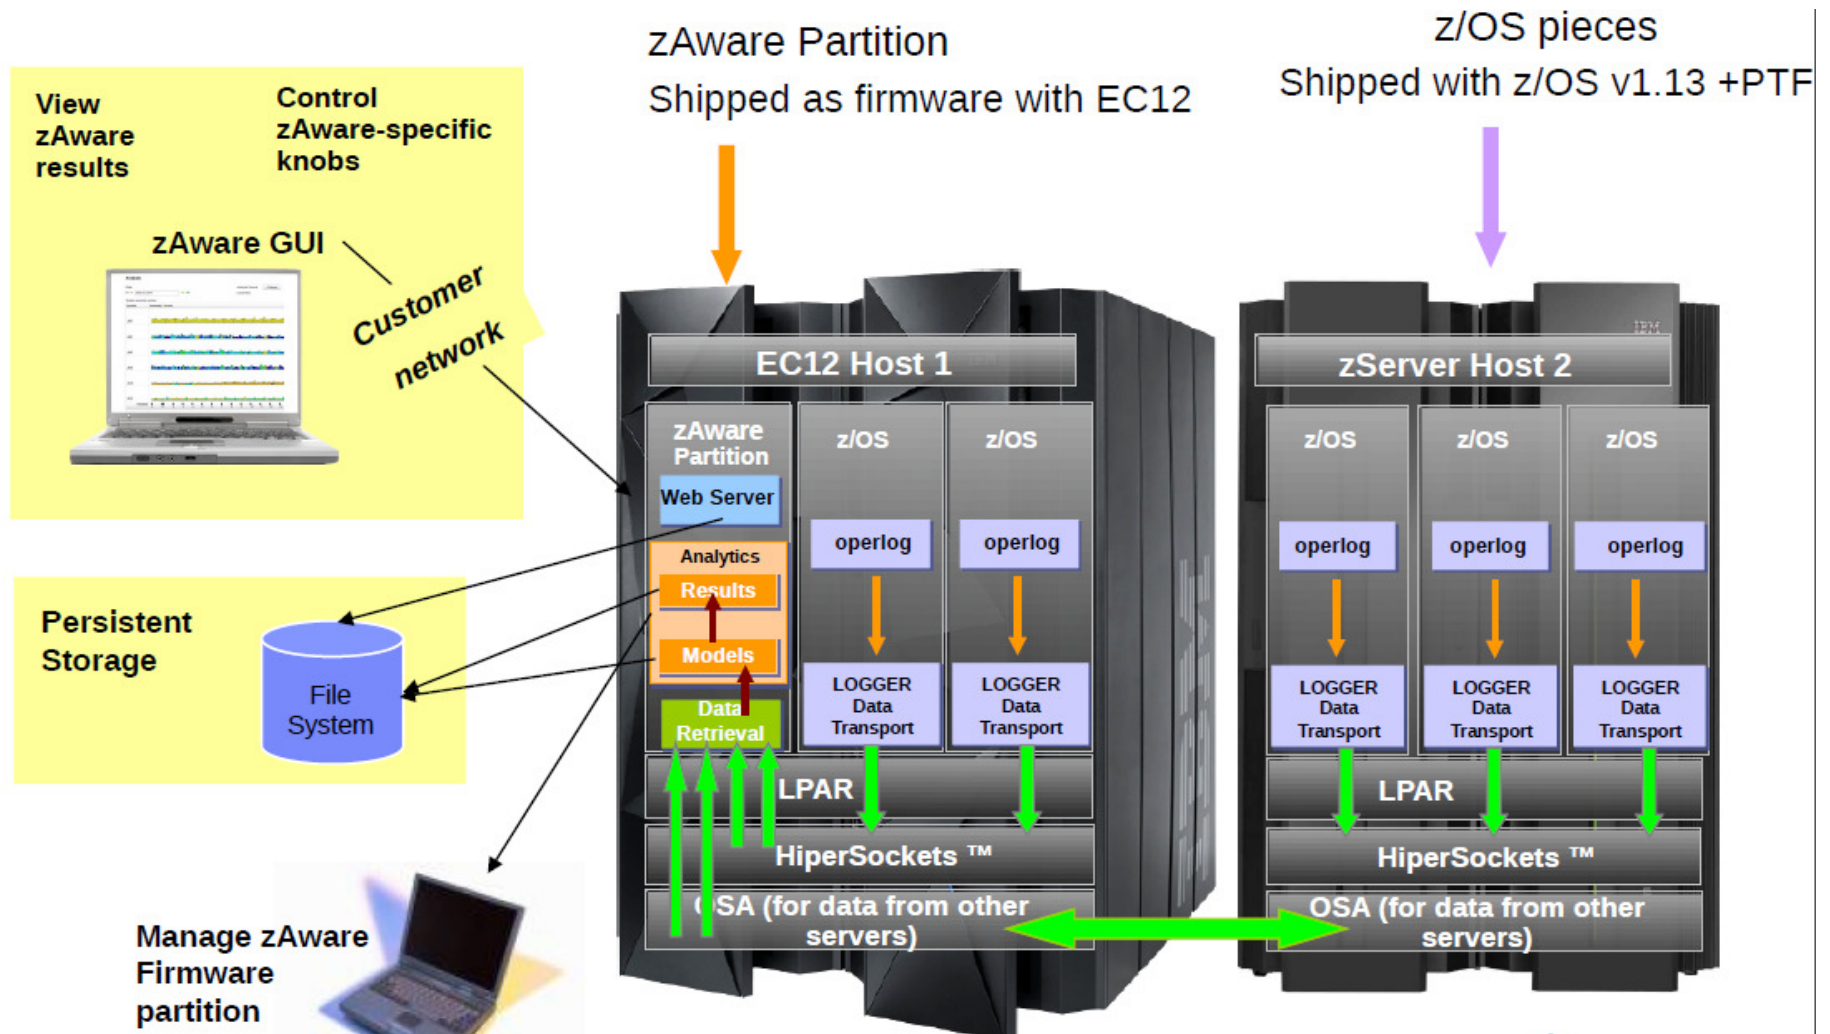 zAware Partition
Shipped as firmware with EC12
z/OS pieces
Shipped with z/OS v1.13 +PTF
View
zAware
results
Control
zAware-specific
knobs
zAware GUI
Customer
network
Persistent
Storage
File
System
Manage zAware
Firmware
partition
EC12 Host 1
zAware
Partition
Web Server
Analytics
Results
Models
Data
Retrieval
z/OS
operlog
LOGGER
Data
Transport
z/OS
operlog
LOGGER
Data
Transport
LPAR
HiperSockets ™
OSA (for data from other
servers)
IBM
zServer Host 2
z/OS
operlog
LOGGER
Data
Transport
z/OS
operlog
LOGGER
Data
Transport
z/OS
operlog
LOGGER
Data
Transport
LPAR
HiperSockets ™
OSA (for data from other
servers)